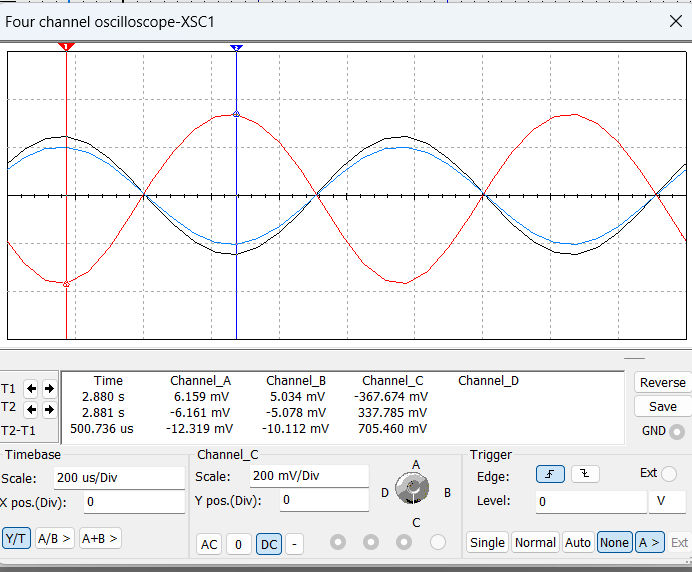 Four channel oscilloscope-XSC1
1
2
Time Channel_A Channel_B Channel_C Channel_D
T1 2.880 s 6.159 mV 5.034 mV -367.674 mV
T2 2.881 s -6.161 mV -5.078 mV 337.785 mV
T2-T1 500.736 us -12.319 mV -10.112 mV 705.460 mV
Reverse
Save
GND
Timebase Channel_C Trigger
Scale: 200 us/Div Scale: 200 mV/Div A Edge: Ext
X pos.(Div): 0 Y pos.(Div): 0 D B Level: 0 V
C
Y/T A/B > A+B > AC 0 DC - Single Normal Auto None A > Ext